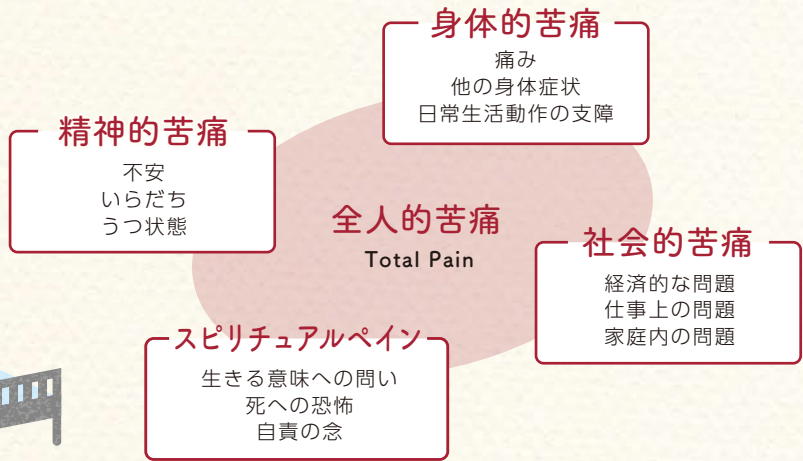 身体的苦痛
痛み
他の身体症状
日常生活動作の支障
精神的苦痛
不安
いらだち
うつ状態
全人的苦痛
Total Pain
社会的苦痛
経済的な問題
仕事上の問題
家庭内の問題
スピリチュアルペイン
生きる意味への問い
死への恐怖
自責の念